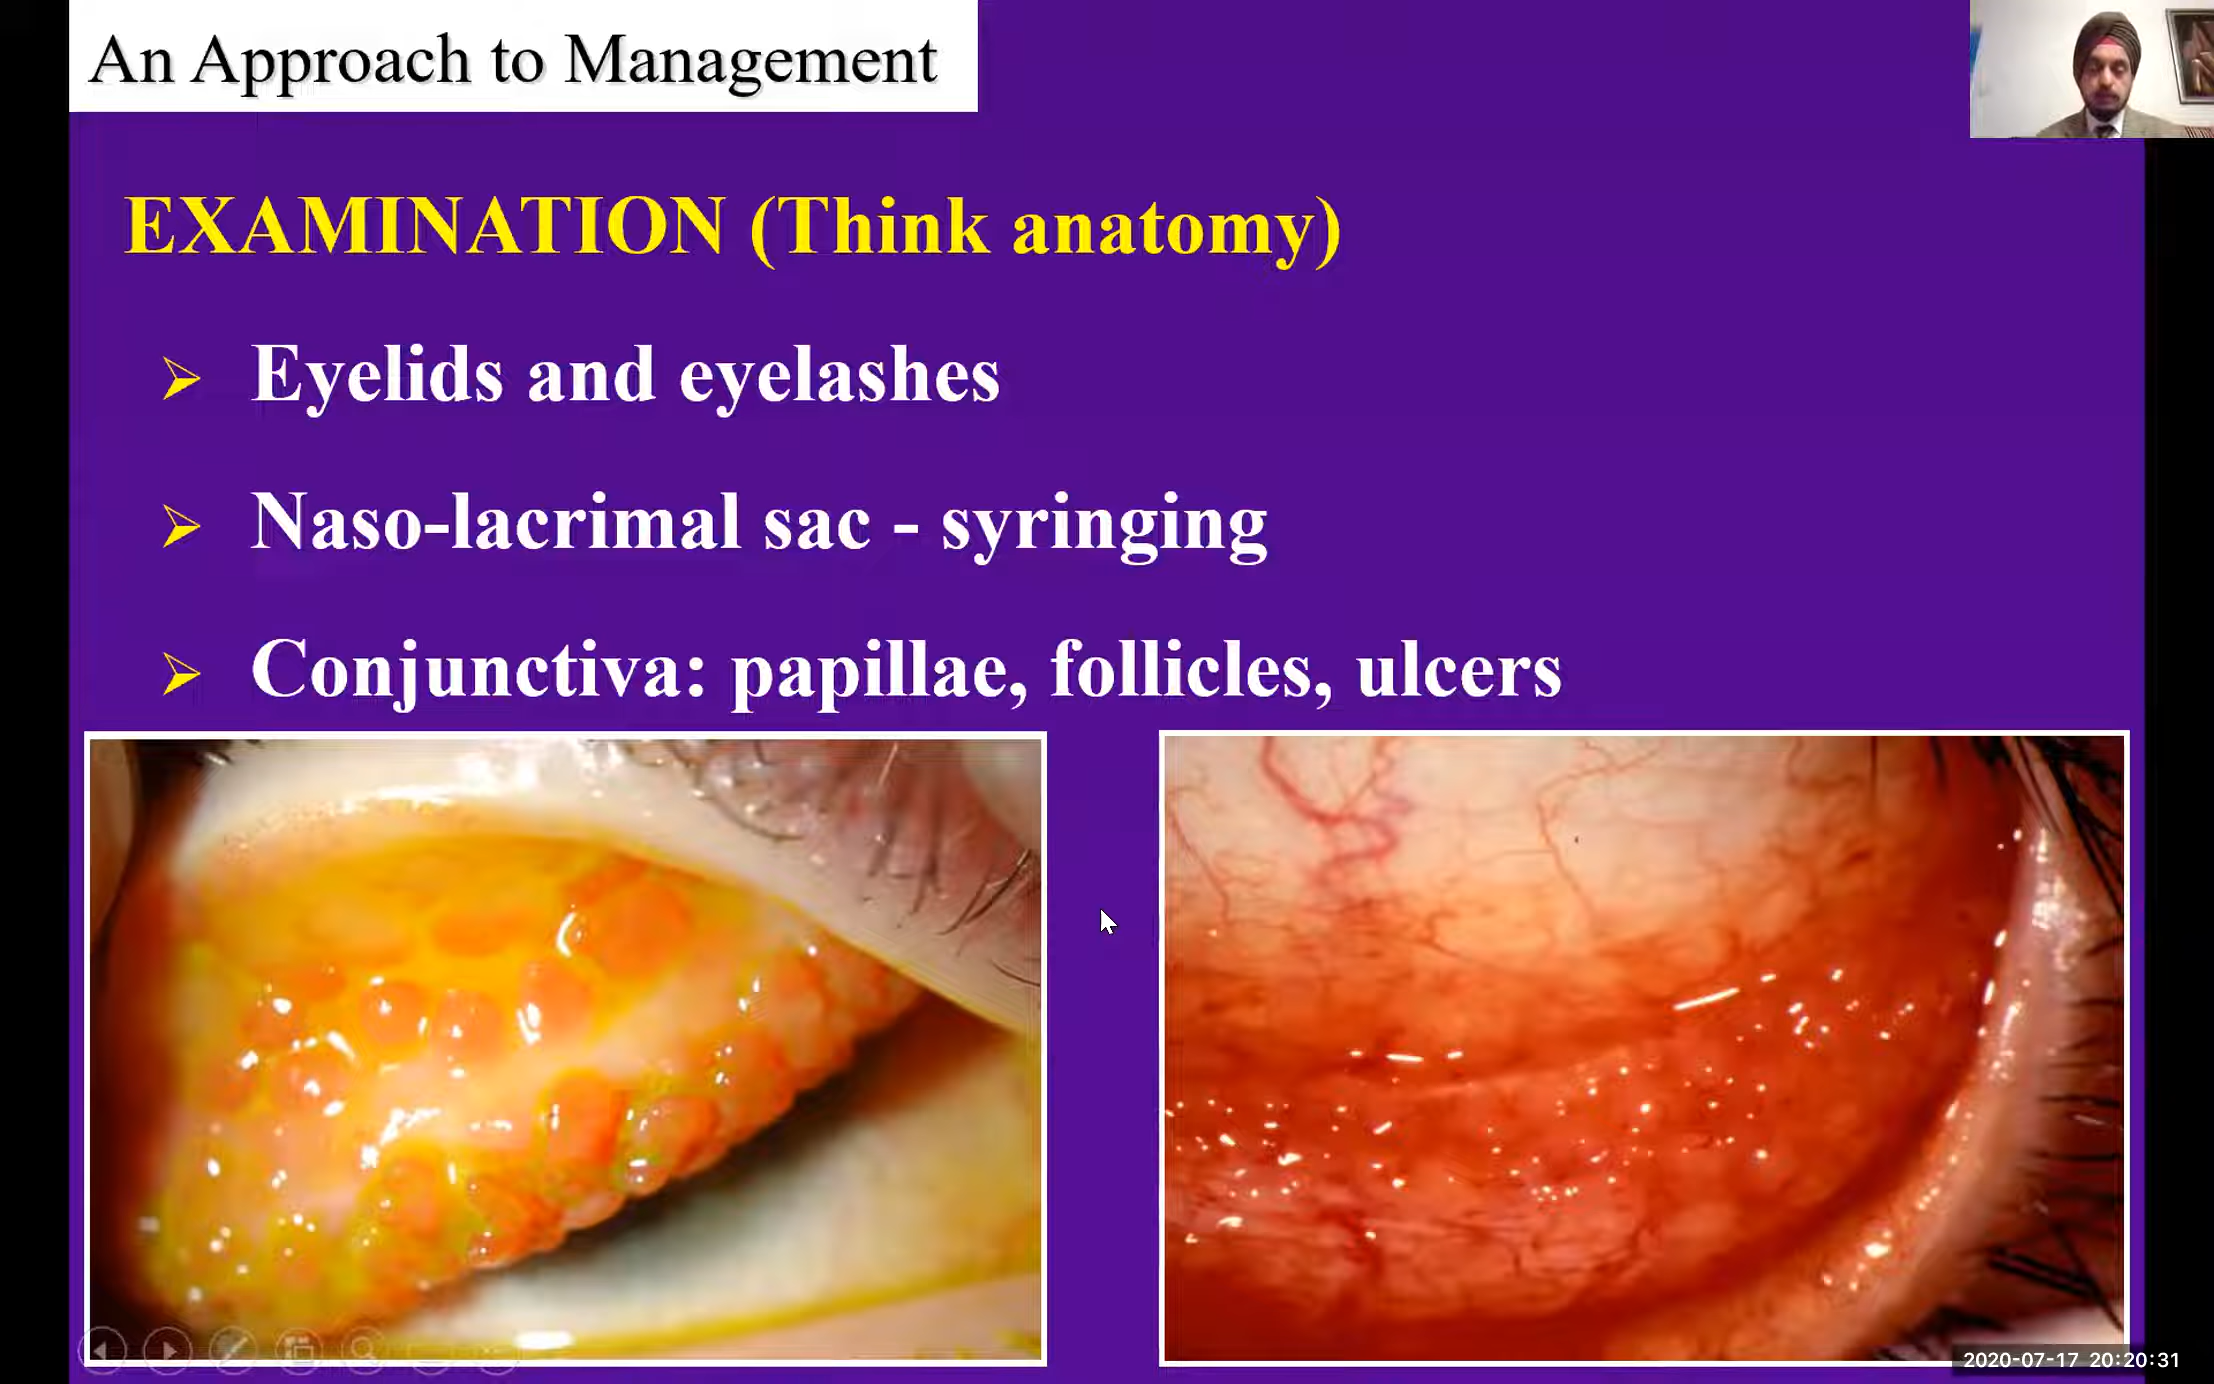 An Approach to Management
EXAMINATION (Think anatomy)
Eyelids and eyelashes
Naso-lacrimal sac - syringing
Conjunctiva: papillae, follicles, ulcers
2020-07-17 20:20:31